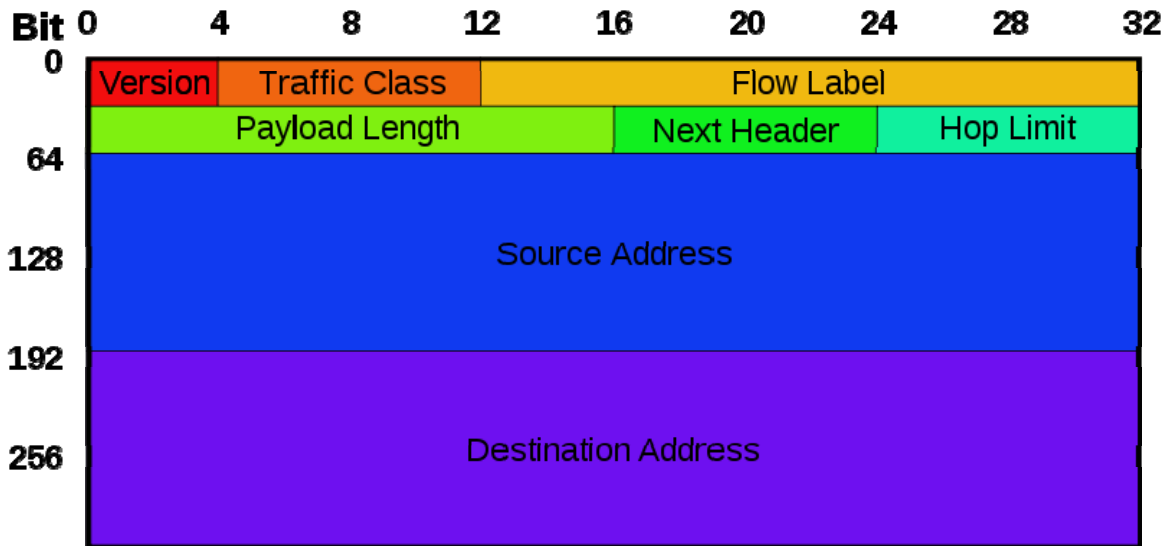 Bit 0 4 8 12 16 20 24 28 32
0
Version Traffic Class Flow Label
Payload Length Next Header Hop Limit
64
128 Source Address
192
256 Destination Address